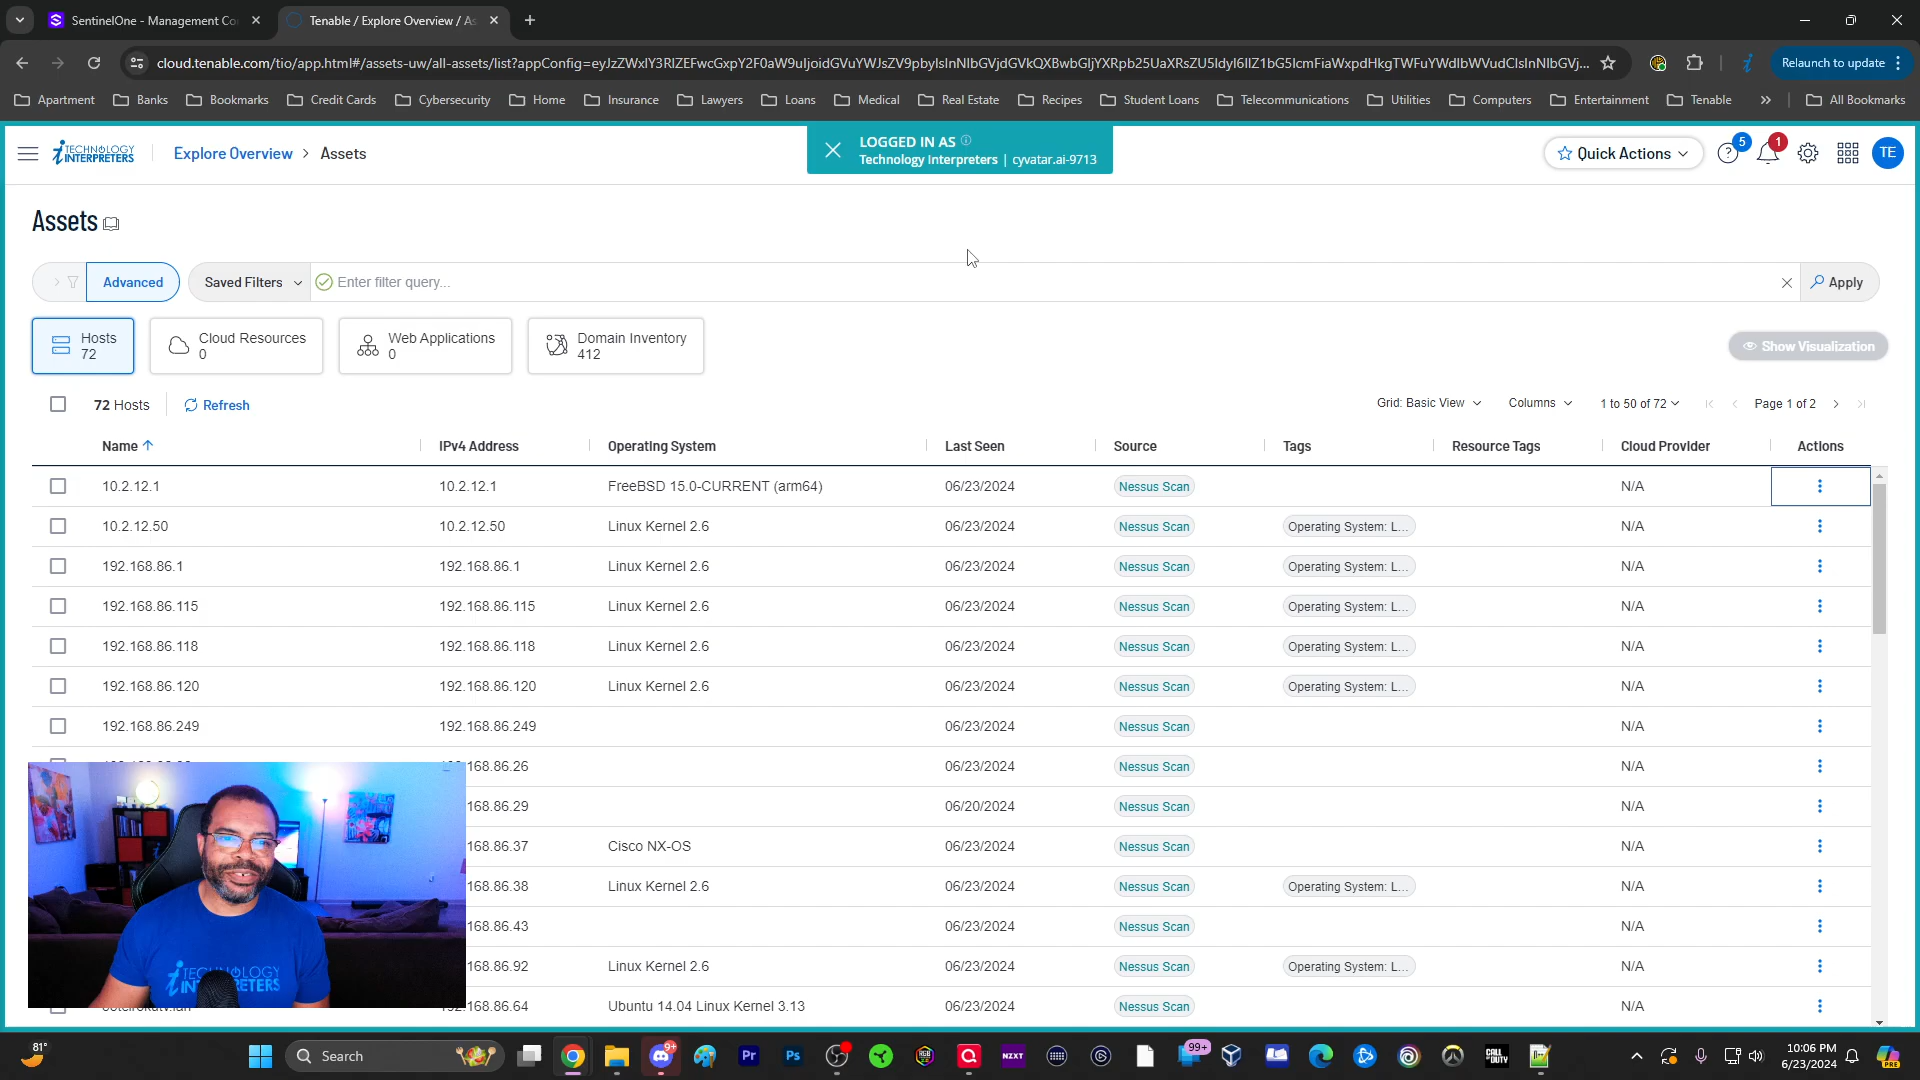 SentinelOne - Management Co
Tenable / Explore Overview / As
cloud.tenable.com/tio/app.html#/assets-uw/all-assets/list?appConfig=
Relaunch to update
Apartment
Banks
Bookmarks
Credit Cards
Cybersecurity
Home
Insurance
Lawyers
Loans
Medical
Real Estate
Recipes
Student Loans
Telecommunications
Utilities
Computers
Entertainment
Tenable
All Bookmarks
TECHNOLOGY
INTERPRETERS
Explore Overview > Assets
LOGGED IN AS
Technology Interpreters | cyvatar.ai-9713
Quick Actions
5
1
TE
Assets
Advanced
Saved Filters
Enter filter query...
Apply
Hosts
72
Cloud Resources
0
Web Applications
0
Domain Inventory
412
Show Visualization
72 Hosts
Refresh
Grid: Basic View
Columns
1 to 50 of 72
Page 1 of 2
Name IPv4 Address Operating System Last Seen Source Tags Resource Tags Cloud Provider Actions
10.2.12.1 10.2.12.1 FreeBSD 15.0-CURRENT (arm64) 06/23/2024 Nessus Scan N/A
10.2.12.50 10.2.12.50 Linux Kernel 2.6 06/23/2024 Nessus Scan Operating System: L... N/A
192.168.86.1 192.168.86.1 Linux Kernel 2.6 06/23/2024 Nessus Scan Operating System: L... N/A
192.168.86.115 192.168.86.115 Linux Kernel 2.6 06/23/2024 Nessus Scan Operating System: L... N/A
192.168.86.118 192.168.86.118 Linux Kernel 2.6 06/23/2024 Nessus Scan Operating System: L... N/A
192.168.86.120 192.168.86.120 Linux Kernel 2.6 06/23/2024 Nessus Scan Operating System: L... N/A
192.168.86.249 192.168.86.249 06/23/2024 Nessus Scan N/A
168.86.26 06/23/2024 Nessus Scan N/A
168.86.29 06/20/2024 Nessus Scan N/A
168.86.37 Cisco NX-OS 06/23/2024 Nessus Scan N/A
168.86.38 Linux Kernel 2.6 06/23/2024 Nessus Scan Operating System: L... N/A
168.86.43 06/23/2024 Nessus Scan N/A
168.86.92 Linux Kernel 2.6 06/23/2024 Nessus Scan Operating System: L... N/A
168.86.64 Ubuntu 14.04 Linux Kernel 3.13 06/23/2024 Nessus Scan N/A
81°
Search
9+
Pr
Ps
NZXT
99+
CALL OF DUTY
PRE
10:06 PM
6/23/2024